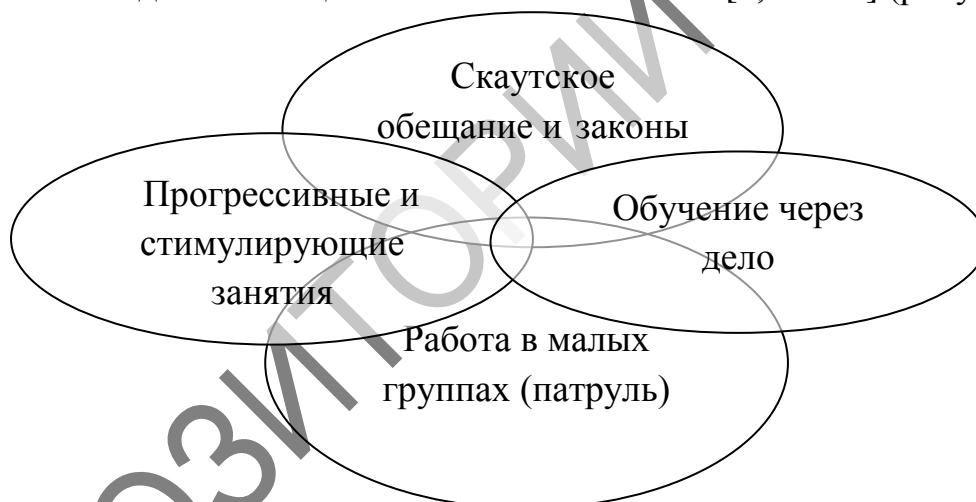 Скаутское
обещание и законы
Прогрессивные и
стимулирующие
занятия
Обучение через
дело
Работа в малых
группах (патруль)